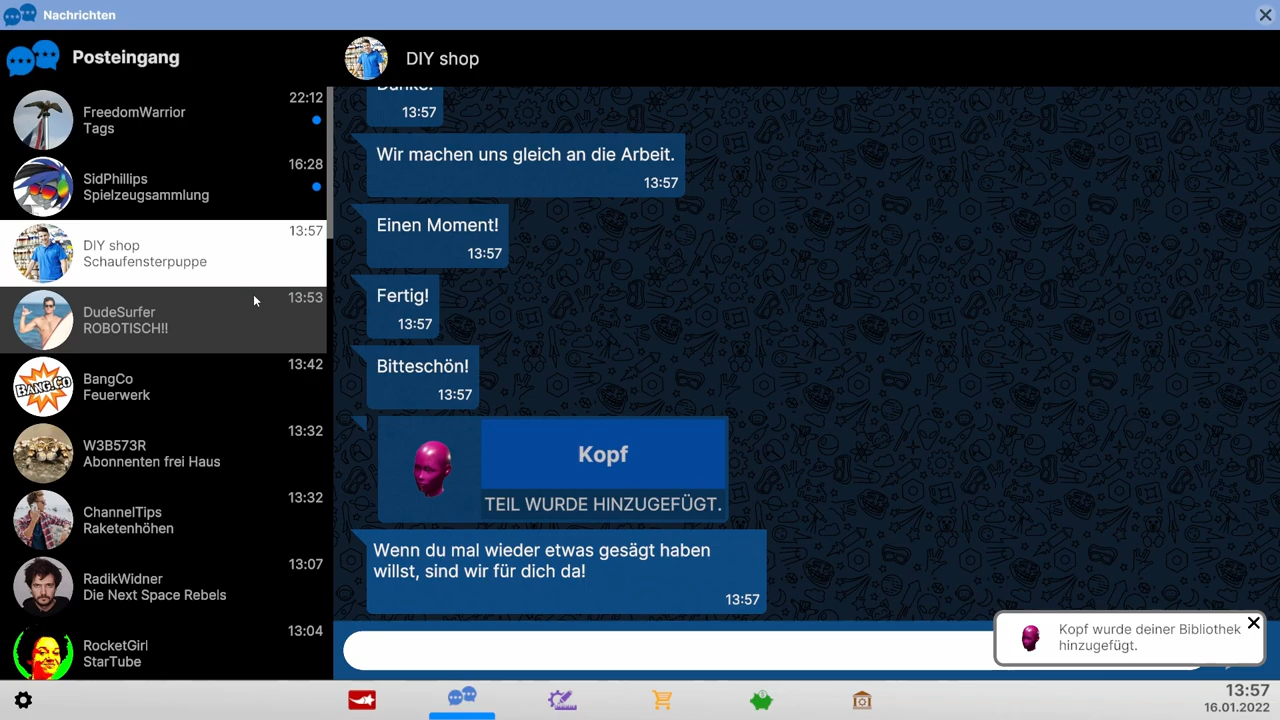 Nachrichten
Posteingang
FreedomWarrior
Tags
22:12
SidPhillips
Spielzeugsammlung
16:28
DIY shop
Schaufensterpuppe
13:57
DudeSurfer
ROBOTISCH!!
13:53
BANG.CO
BangCo
Feuerwerk
13:42
W3B573R
Abonnenten frei Haus
13:32
ChannelTips
Raketenhöhen
13:32
RadikWidner
Die Next Space Rebels
13:07
RocketGirl
StarTube
13:04
DIY shop
Danke!
13:57
Wir machen uns gleich an die Arbeit.
13:57
Einen Moment!
13:57
Fertig!
13:57
Bitteschön!
13:57
Kopf
TEIL WURDE HINZUGEFÜGT.
Wenn du mal wieder etwas gesägt haben
willst, sind wir für dich da!
13:57
Kopf wurde deiner Bibliothek
hinzugefügt.
13:57
16.01.2022